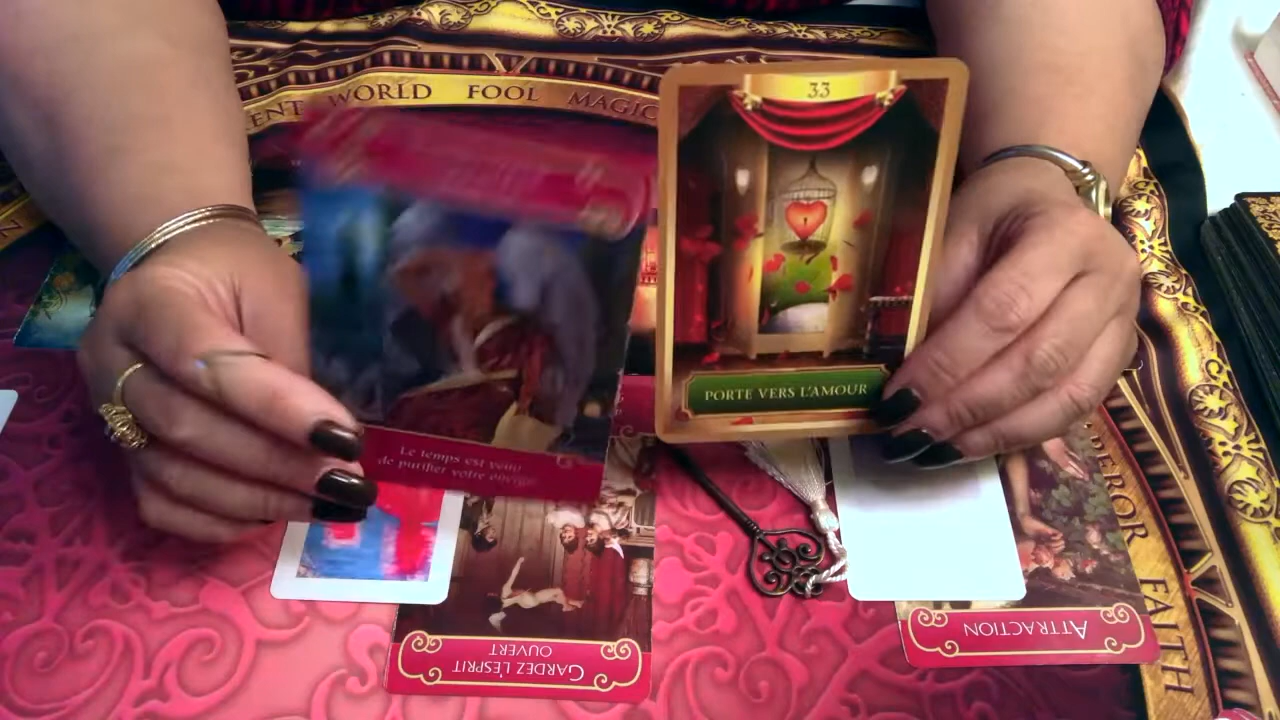 WORLD FOOL MAGIC
33
PORTE VERS L'AMOUR
Le temps est venu
de purifier votre énergie
GARDEZ L'ESPRIT
OUVERT
ATTRACTION
FAITH